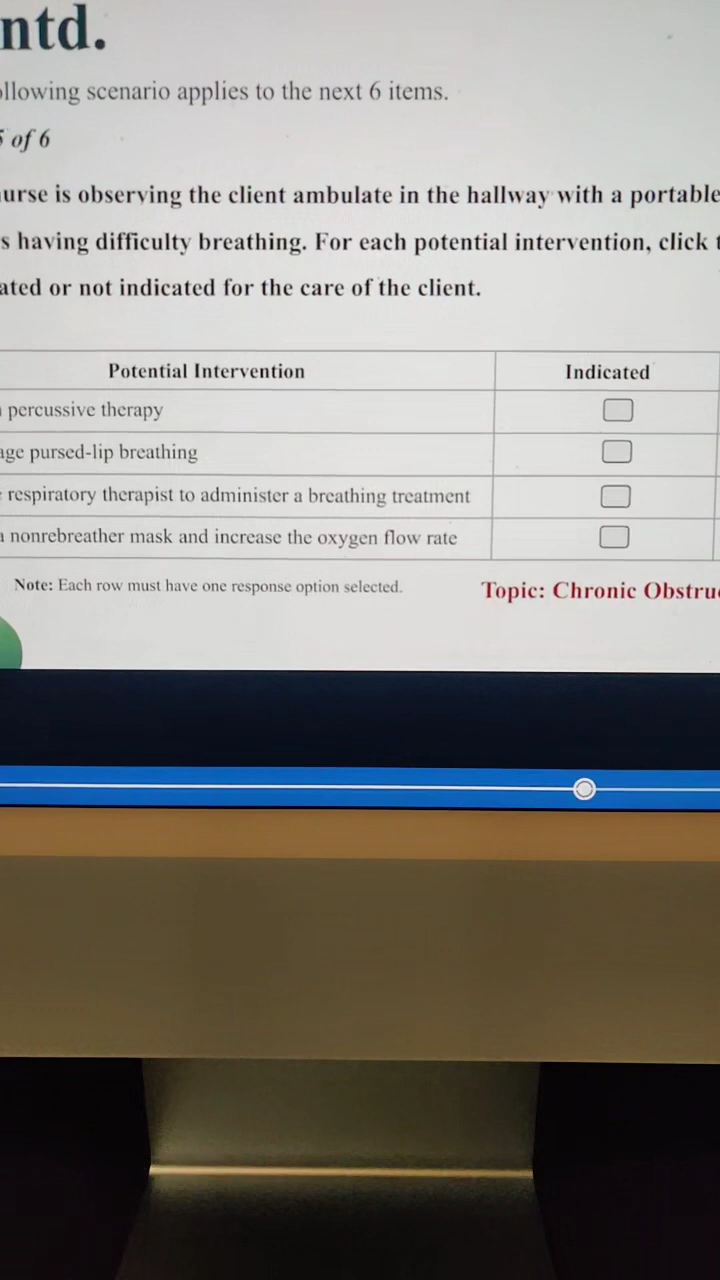 ntd.
ollowing scenario applies to the next 6 items.
5 of 6
urse is observing the client ambulate in the hallway with a portable
s having difficulty breathing. For each potential intervention, click t
ated or not indicated for the care of the client.
Potential Intervention Indicated
percussive therapy
age pursed-lip breathing
respiratory therapist to administer a breathing treatment
nonrebreather mask and increase the oxygen flow rate
Note: Each row must have one response option selected.
Topic: Chronic Obstru